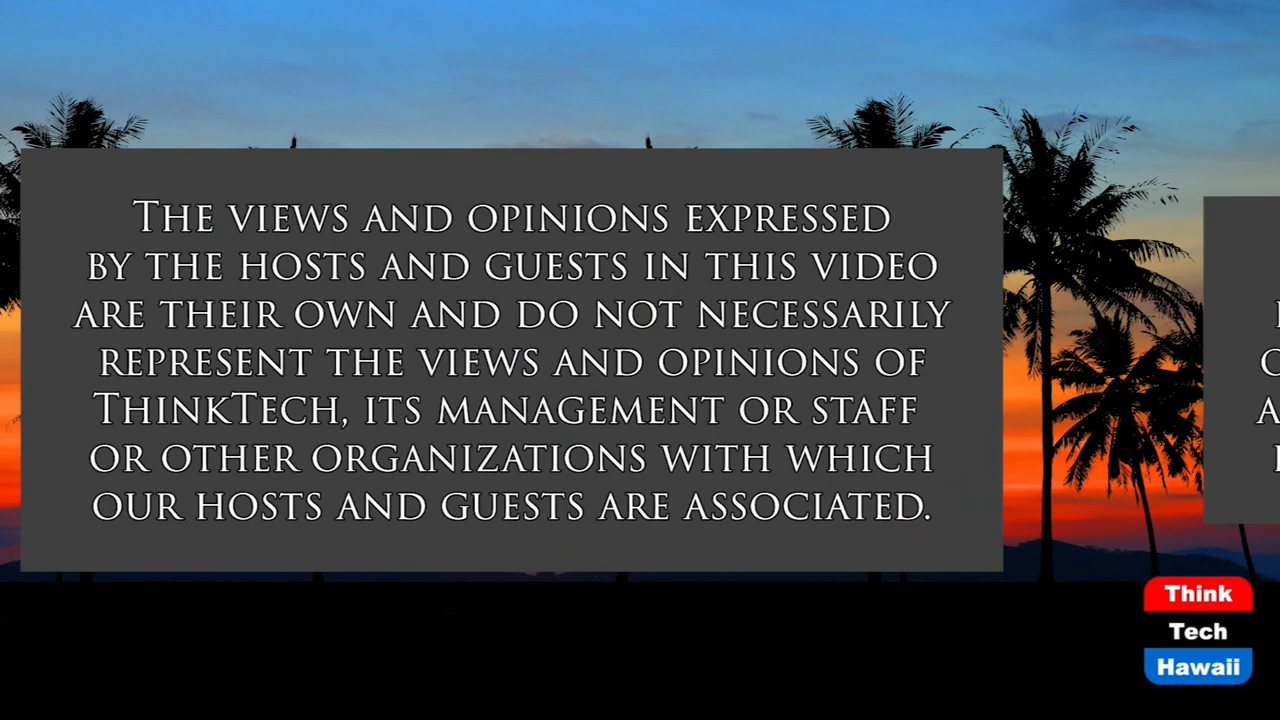 The views and opinions expressed
by the hosts and guests in this video
are their own and do not necessarily
represent the views and opinions of
ThinkTech, its management or staff
or other organizations with which
our hosts and guests are associated.
Think
Tech
Hawaii